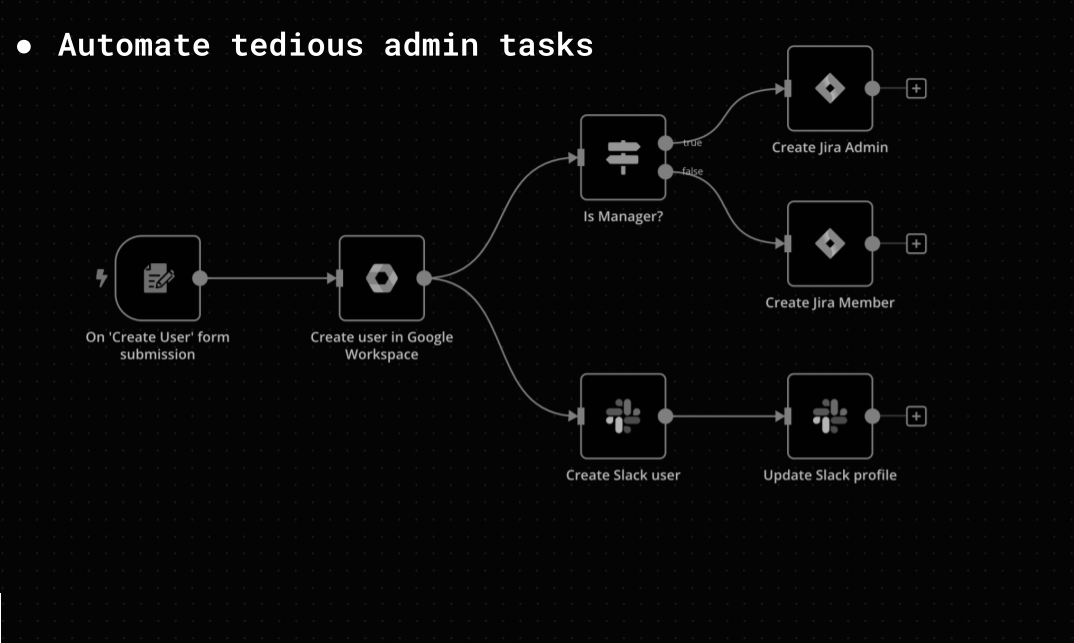 ● Automate tedious admin tasks
Create Jira Admin
true
false
Is Manager?
Create Jira Member
On 'Create User' form
submission
Create user in Google
Workspace
Create Slack user
Update Slack profile